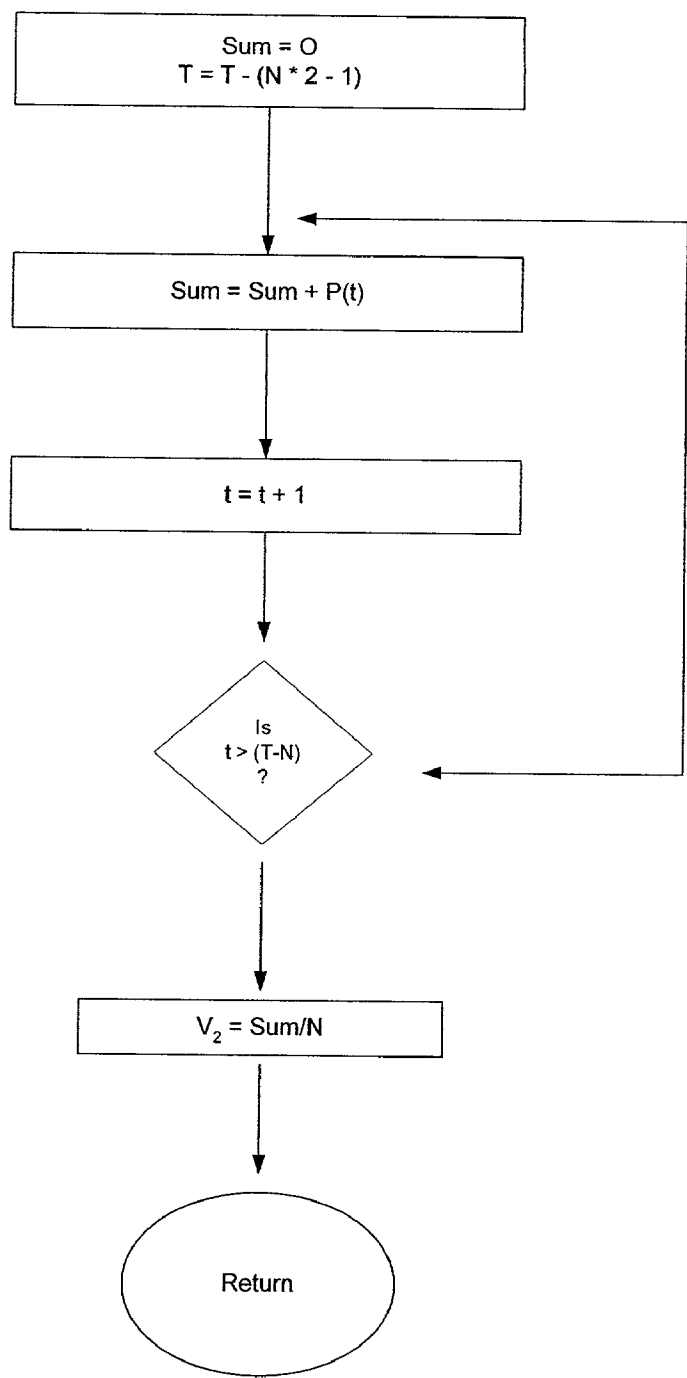 Sum = O
T = T - (N * 2 - 1)
Sum = Sum + P(t)
t = t + 1
Is
t > (T-N)
?
V₂ = Sum/N
Return